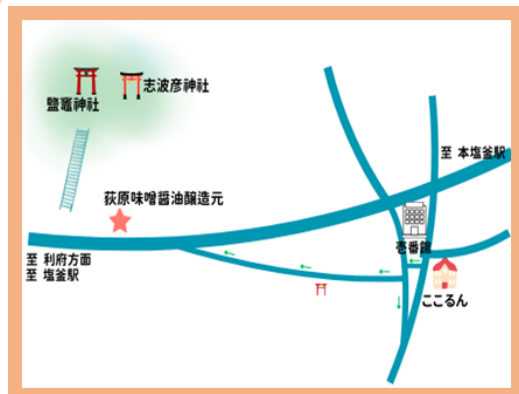 志波彦神社
鹽竈神社
至 本塩釜駅
荻原味噌醤油醸造元
壱番館
至 利府方面
至 塩釜駅
こころん